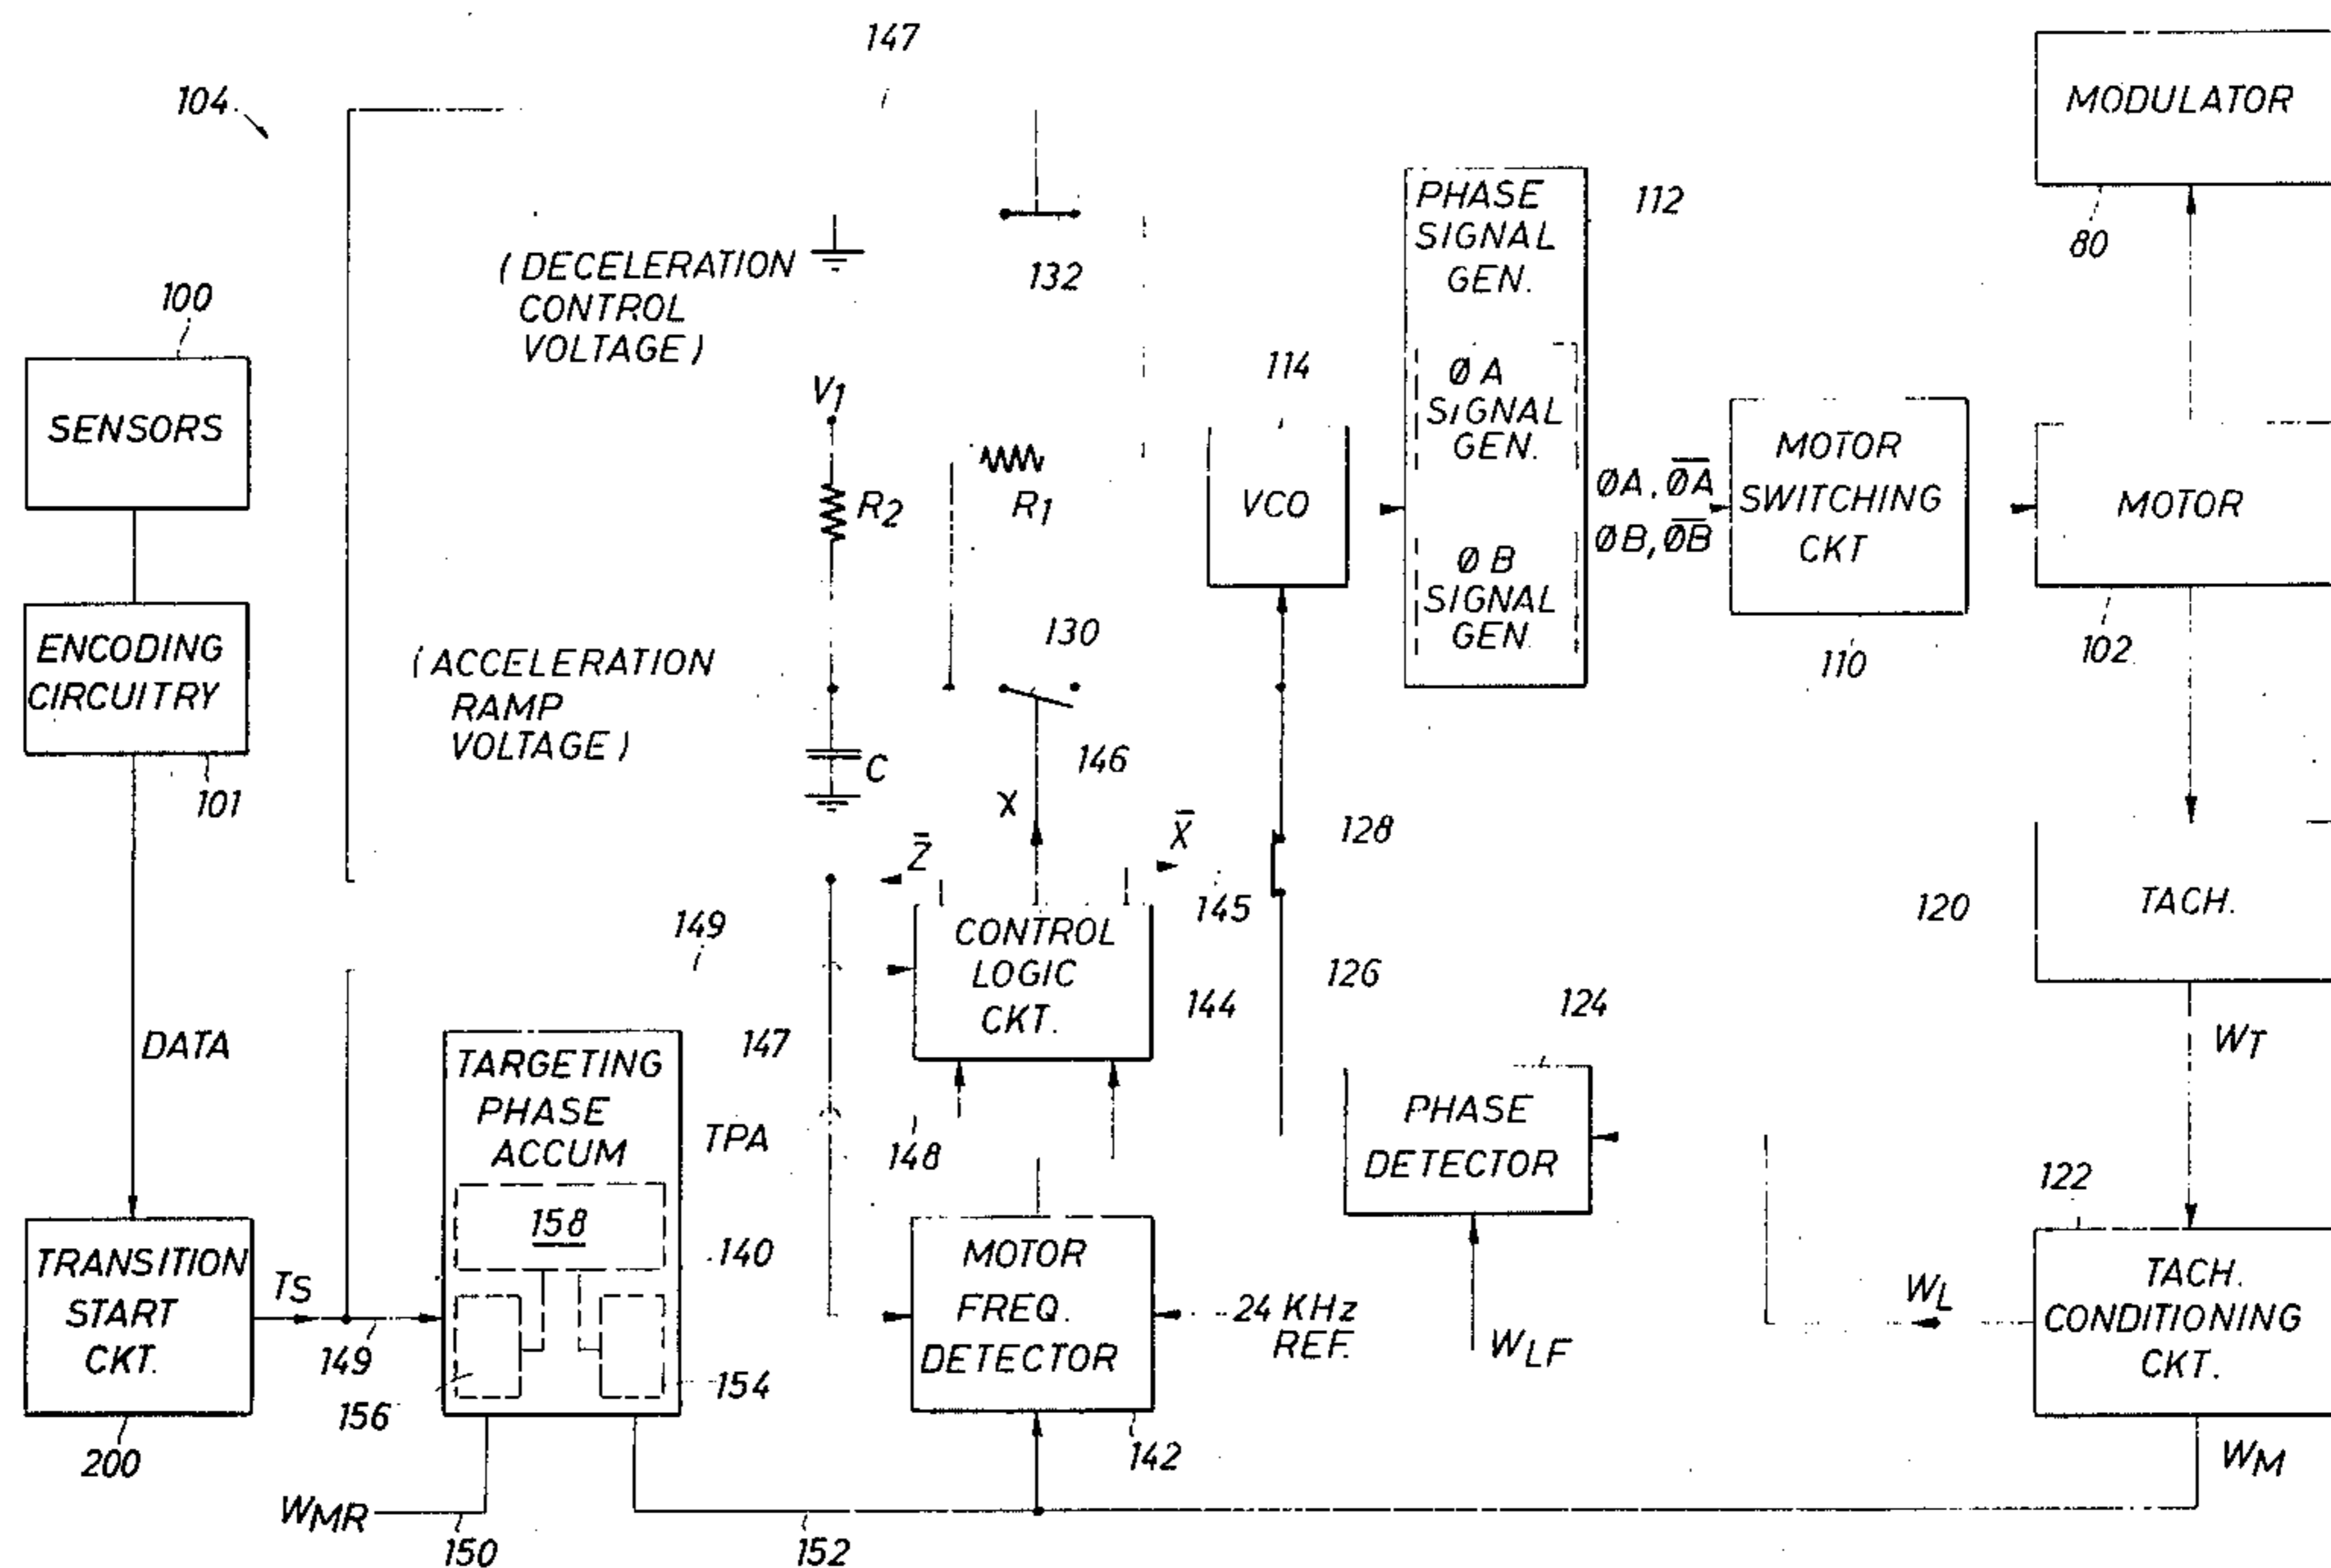 147
104
MODULATOR
80
PHASE
SIGNAL
GEN.
112
(DECELERATION
CONTROL
VOLTAGE)
132
100
SENSORS
V1
R2
R1
114
VCO
ØA
SIGNAL
GEN.
ØB
SIGNAL
GEN.
ØA, \overline{ØA}
ØB, \overline{ØB}
MOTOR
SWITCHING
CKT
110
MOTOR
102
ENCODING
CIRCUITRY
101
(ACCELERATION
RAMP
VOLTAGE)
130
146
C
X
Z̄
X̄
128
145
126
149
CONTROL
LOGIC
CKT.
144
120
TACH.
WT
DATA
147
TPA
148
TARGETING
PHASE
ACCUM
158
140
156
154
124
PHASE
DETECTOR
WLF
122
TACH.
CONDITIONING
CKT.
WL
WM
TRANSITION
START
CKT.
200
TS
149
MOTOR
FREQ.
DETECTOR
142
24 KHz
REF.
WMR
150
152